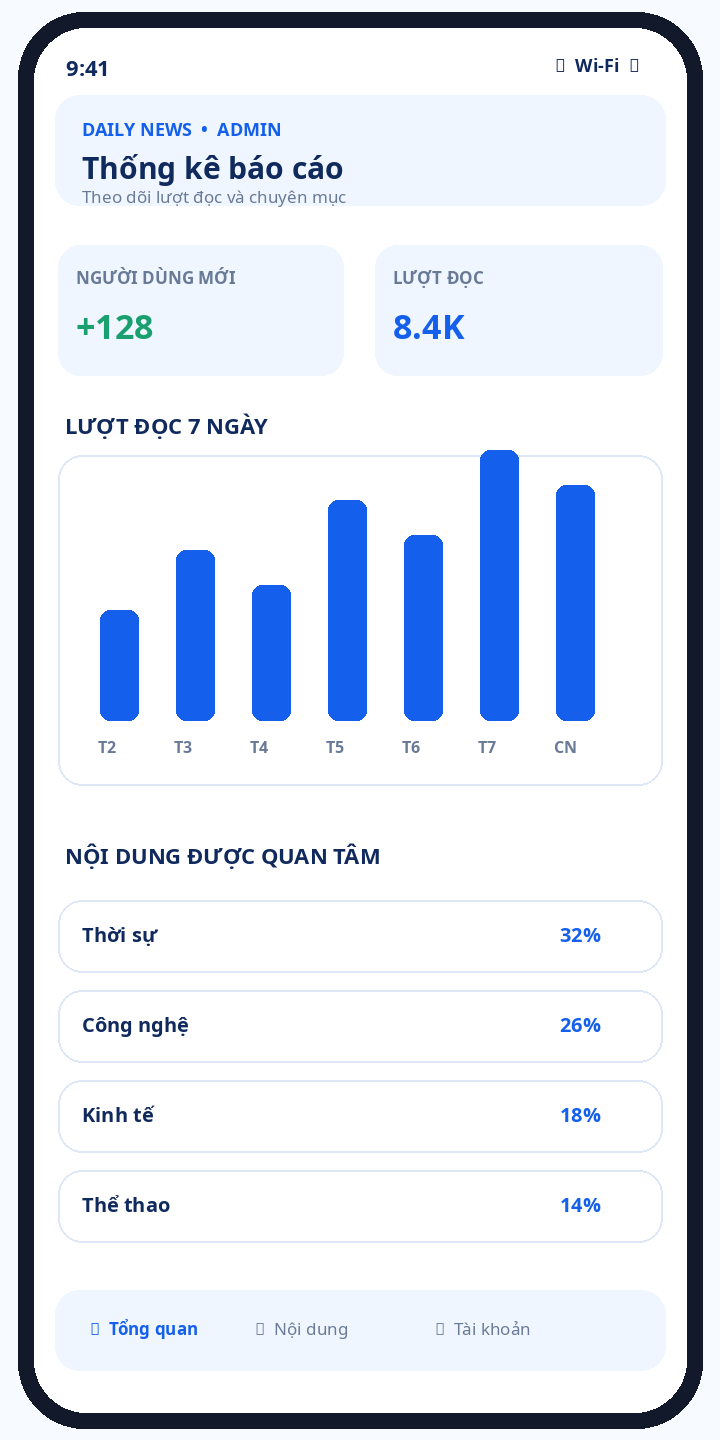 9:41
Wi-Fi
DAILY NEWS • ADMIN
Thống kê báo cáo
Theo dõi lượt đọc và chuyên mục
NGƯỜI DÙNG MỚI
LƯỢT ĐỌC
+128
8.4K
LƯỢT ĐỌC 7 NGÀY
T2 T3 T4 T5 T6 T7 CN
NỘI DUNG ĐƯỢC QUAN TÂM
Thời sự 32%
Công nghệ 26%
Kinh tế 18%
Thể thao 14%
Tổng quan Nội dung Tài khoản